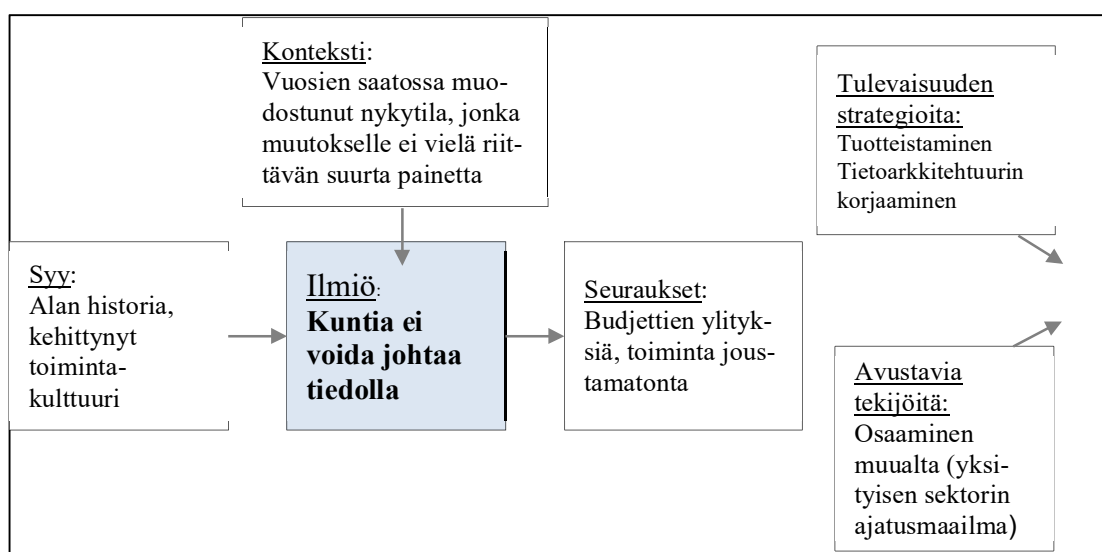 Konteksti:
Vuosien saatossa muo-
dostunut nykytila, jonka
muutokselle ei vielä riit-
tävän suurta painetta
Syy:
Alan historia,
kehittynyt
toiminta-
kulttuuri
Ilmiö:
Kuntia ei
voida johtaa
tiedolla
Seuraukset:
Budjettien ylityk-
siä, toiminta jous-
tamatonta
Tulevaisuuden
strategioita:
Tuotteistaminen
Tietoarkkitehtuurin
korjaaminen
Avustavia
tekijöitä:
Osaaminen
muualta (yksi-
tyisen sektorin
ajatusmaailma)